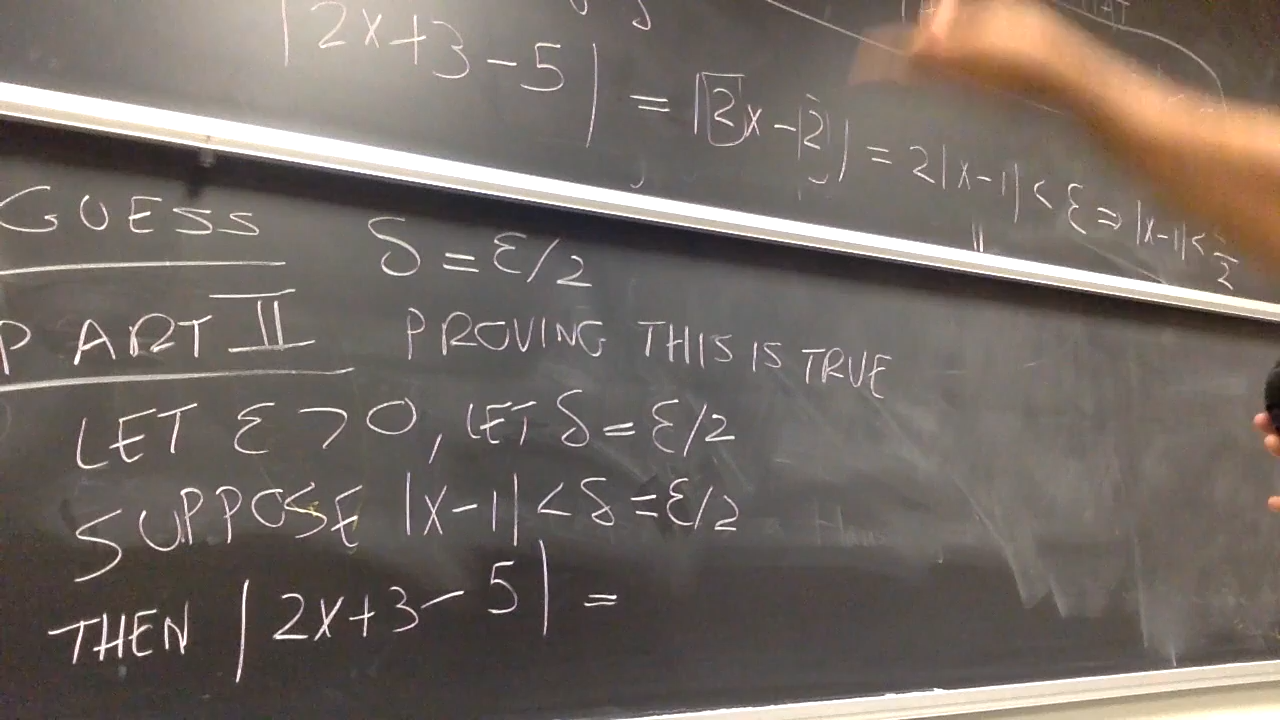 |2x+3-5| = |2x-2| = 2|x-1| < ε ⇒ |x-1| < ε/2
GUESS δ = ε/2
PART II PROVING THIS IS TRUE
LET ε > 0, LET δ = ε/2
SUPPOSE |x-1| < δ = ε/2
THEN |2x+3-5| =